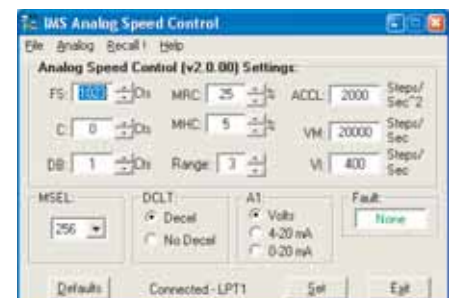 IMS Analog Speed Control
File Analog Recall! Help
Analog Speed Control (v2.0.00) Settings:
FS: 1023 Cts MRC: 25 % ACCL: 2000 Steps/Sec^2
C: 0 Cts MHC: 5 % VM: 20000 Steps/Sec
DB: 1 Cts Range: 3 VI: 400 Steps/Sec
MSEL: DCLT: A1: Fault:
256 Decel Volts None
No Decel 4-20 mA
0-20 mA
Defaults Connected - LPT1 Set Exit